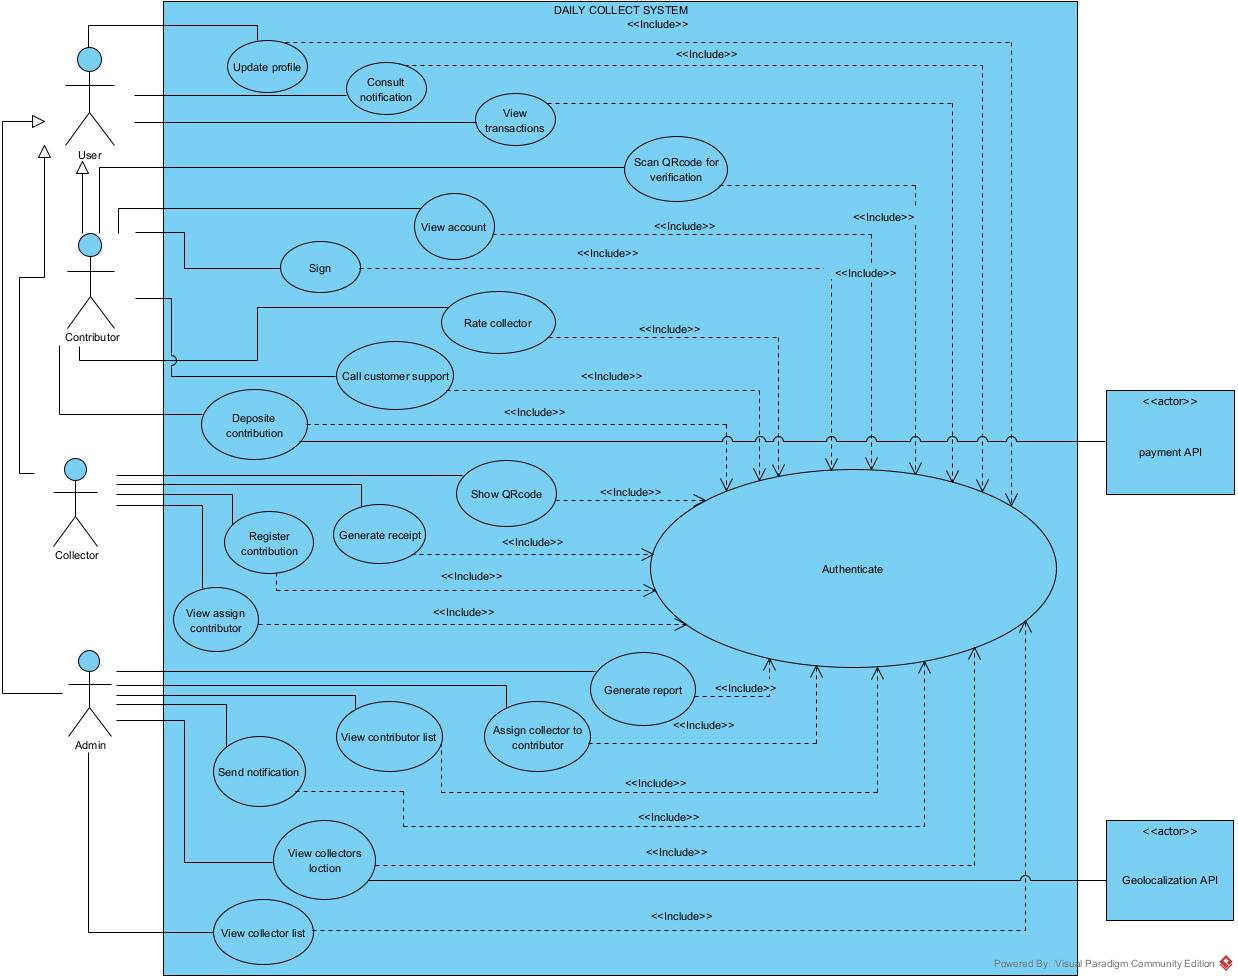 DAILY COLLECT SYSTEM
<<Include>>
<<Include>>
Update profile
Consult
notification
View
transactions
User
Scan QRcode for
verification
<<Include>>
View account
<<Include>>
Sign
<<Include>>
<<Include>>
Contributor
Rate collector
<<Include>>
Call customer support
<<Include>>
Deposite
contribution
<<Include>>
<<actor>>
payment API
Collector
Show QRcode
<<Include>>
Generate receipt
<<Include>>
Register
contribution
<<Include>>
View assign
contributor
<<Include>>
Authenticate
Admin
Generate report
<<Include>>
Assign collector to
contributor
<<Include>>
View contributor list
<<Include>>
Send notification
<<Include>>
View collectors
loction
<<Include>>
<<actor>>
Geolocalization API
View collector list
<<Include>>
Powered By: Visual Paradigm Community Edition